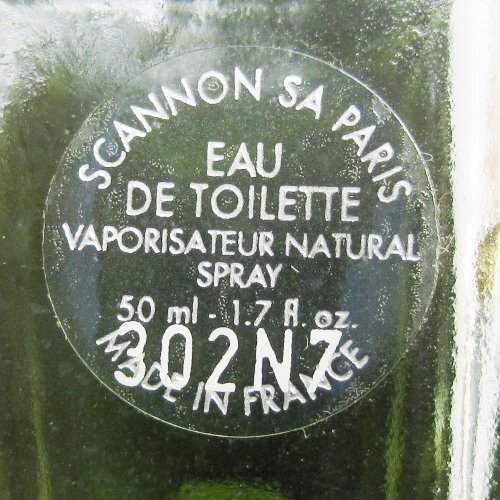 SCANNON SA PARIS
EAU
DE TOILETTE
VAPORISATEUR NATURAL
SPRAY
50 ml - 1.7 fl. oz.
302N7
MADE IN FRANCE